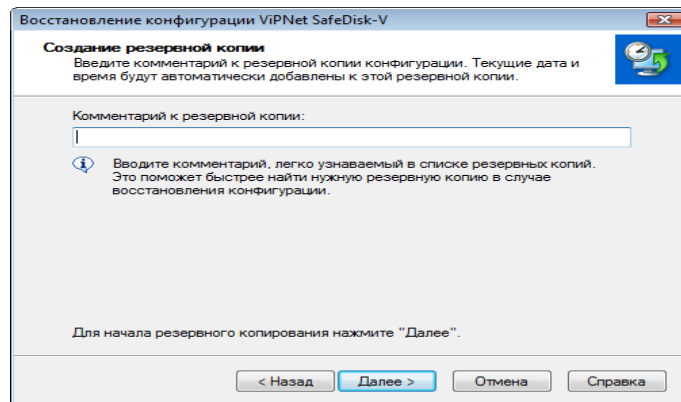 Восстановление конфигурации ViPNet SafeDisk-V
Создание резервной копии
Введите комментарий к резервной копии конфигурации. Текущие дата и
время будут автоматически добавлены к этой резервной копии.
Комментарий к резервной копии:
Вводите комментарий, легко узнаваемый в списке резервных копий.
Это поможет быстрее найти нужную резервную копию в случае
восстановления конфигурации.
Для начала резервного копирования нажмите "Далее".
< Назад Далее > Отмена Справка